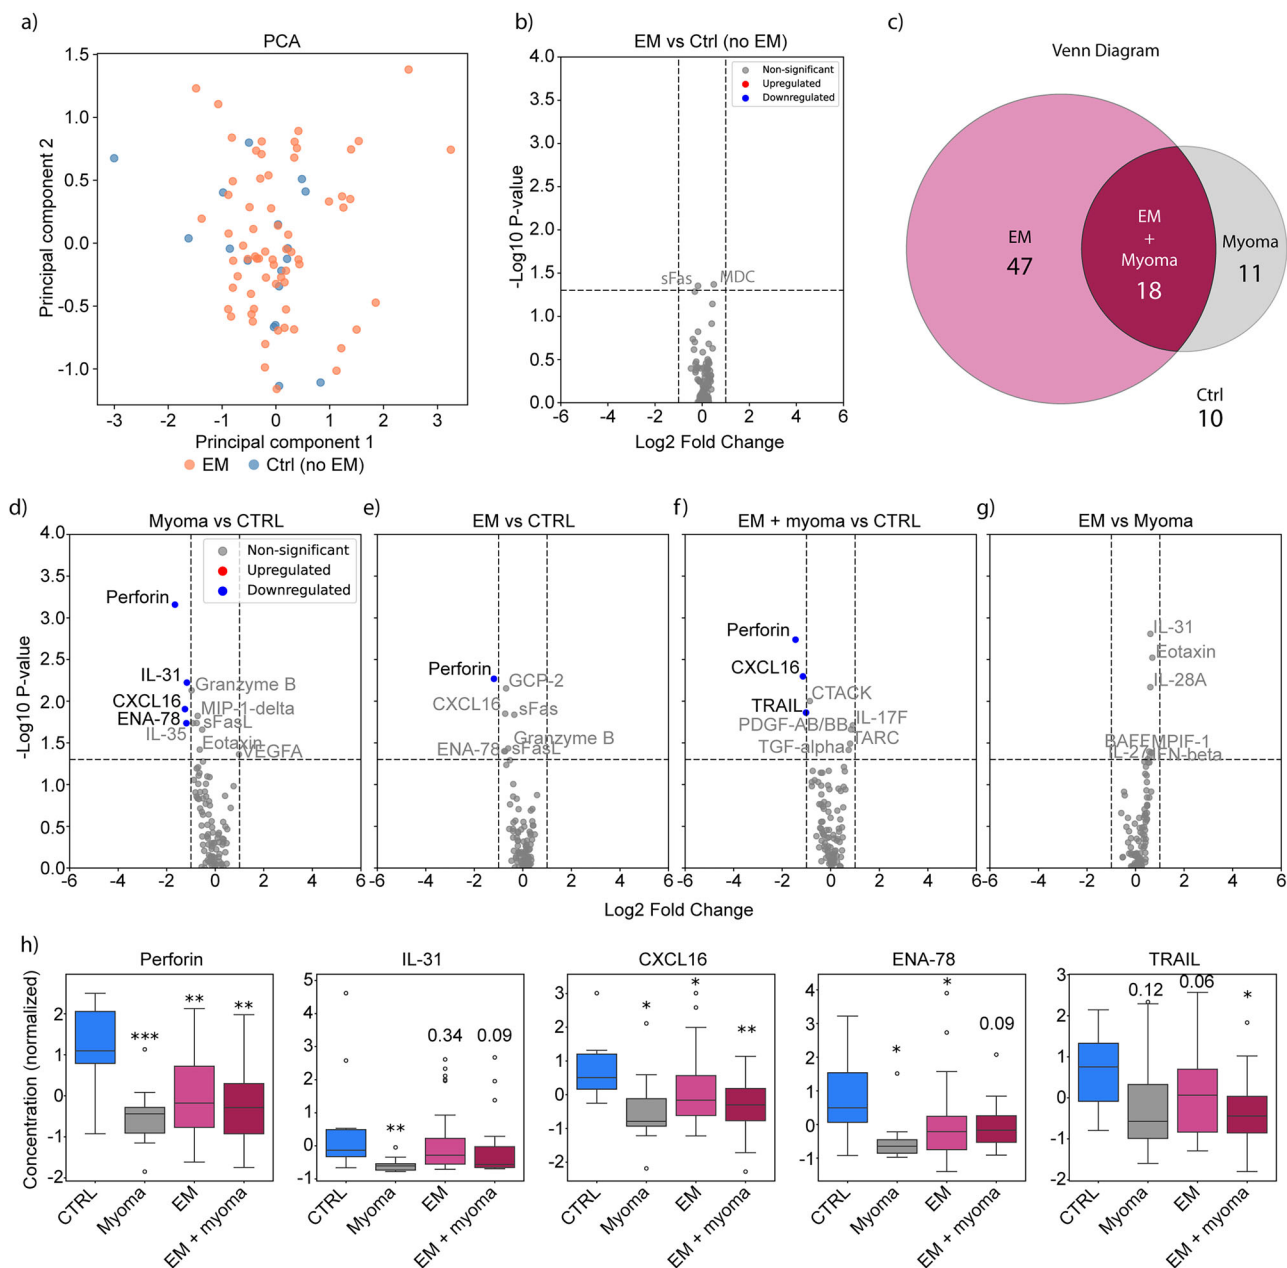 a)
PCA
Principal component 2
1.5
1.0
0.5
0.0
-0.5
-1.0
-3
-2
-1
0
1
2
3
Principal component 1
EM
Ctrl (no EM)
b)
EM vs Ctrl (no EM)
-Log10 P-value
4.0
3.5
3.0
2.5
2.0
1.5
1.0
0.5
0.0
Non-significant
Upregulated
Downregulated
sFas
MDC
-6
-4
-2
0
2
4
6
Log2 Fold Change
c)
Venn Diagram
EM
47
EM
+
Myoma
18
Myoma
11
Ctrl
10
d)
Myoma vs CTRL
-Log10 P-value
4.0
3.5
3.0
2.5
2.0
1.5
1.0
0.5
0.0
Non-significant
Upregulated
Downregulated
Perforin
IL-31
Granzyme B
CXCL16
MIP-1-delta
ENA-78
sFasL
IL-35
Eotaxin
VEGFA
-6
-4
-2
0
2
4
6
e)
EM vs CTRL
Perforin
GCP-2
CXCL16
sFas
Granzyme B
ENA-78
sFasL
-6
-4
-2
0
2
4
6
f)
EM + myoma vs CTRL
Perforin
CXCL16
CTACK
TRAIL
IL-17F
PDGF-AB/BB
TARC
TGF-alpha
-6
-4
-2
0
2
4
6
g)
EM vs Myoma
IL-31
Eotaxin
IL-28A
BAFF
MPIF-1
IL-27
IFN-beta
-6
-4
-2
0
2
4
6
Log2 Fold Change
h)
Concentration (normalized)
Perforin
2
1
0
-1
-2
***
**
**
CTRL
Myoma
EM
EM + myoma
IL-31
5
4
3
2
1
0
-1
**
0.34
0.09
CTRL
Myoma
EM
EM + myoma
CXCL16
3
2
1
0
-1
-2
*
*
**
CTRL
Myoma
EM
EM + myoma
ENA-78
4
3
2
1
0
-1
*
*
0.09
CTRL
Myoma
EM
EM + myoma
TRAIL
3
2
1
0
-1
-2
0.12
0.06
*
CTRL
Myoma
EM
EM + myoma